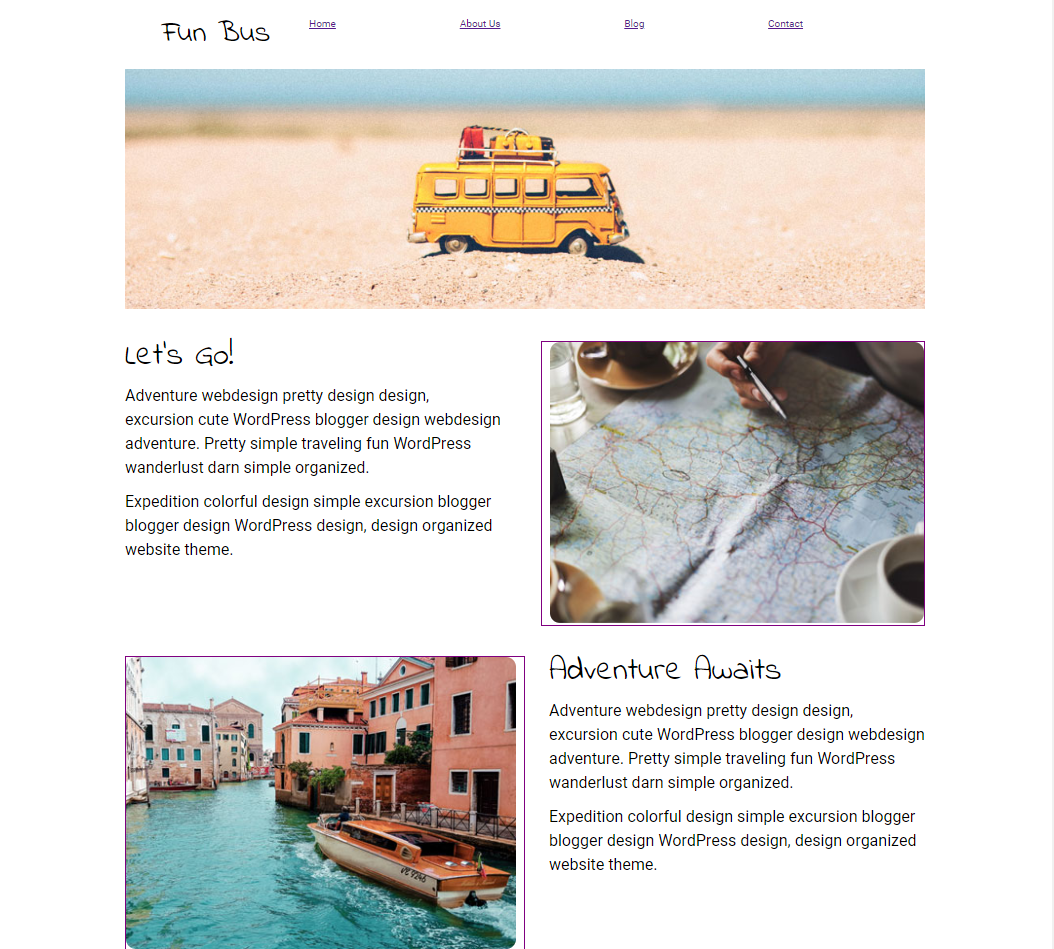 Fun Bus
Home
About Us
Blog
Contact
Let's Go!
Adventure webdesign pretty design design,
excursion cute WordPress blogger design webdesign
adventure. Pretty simple traveling fun WordPress
wanderlust darn simple organized.
Expedition colorful design simple excursion blogger
blogger design WordPress design, design organized
website theme.
Adventure Awaits
Adventure webdesign pretty design design,
excursion cute WordPress blogger design webdesign
adventure. Pretty simple traveling fun WordPress
wanderlust darn simple organized.
Expedition colorful design simple excursion blogger
blogger design WordPress design, design organized
website theme.